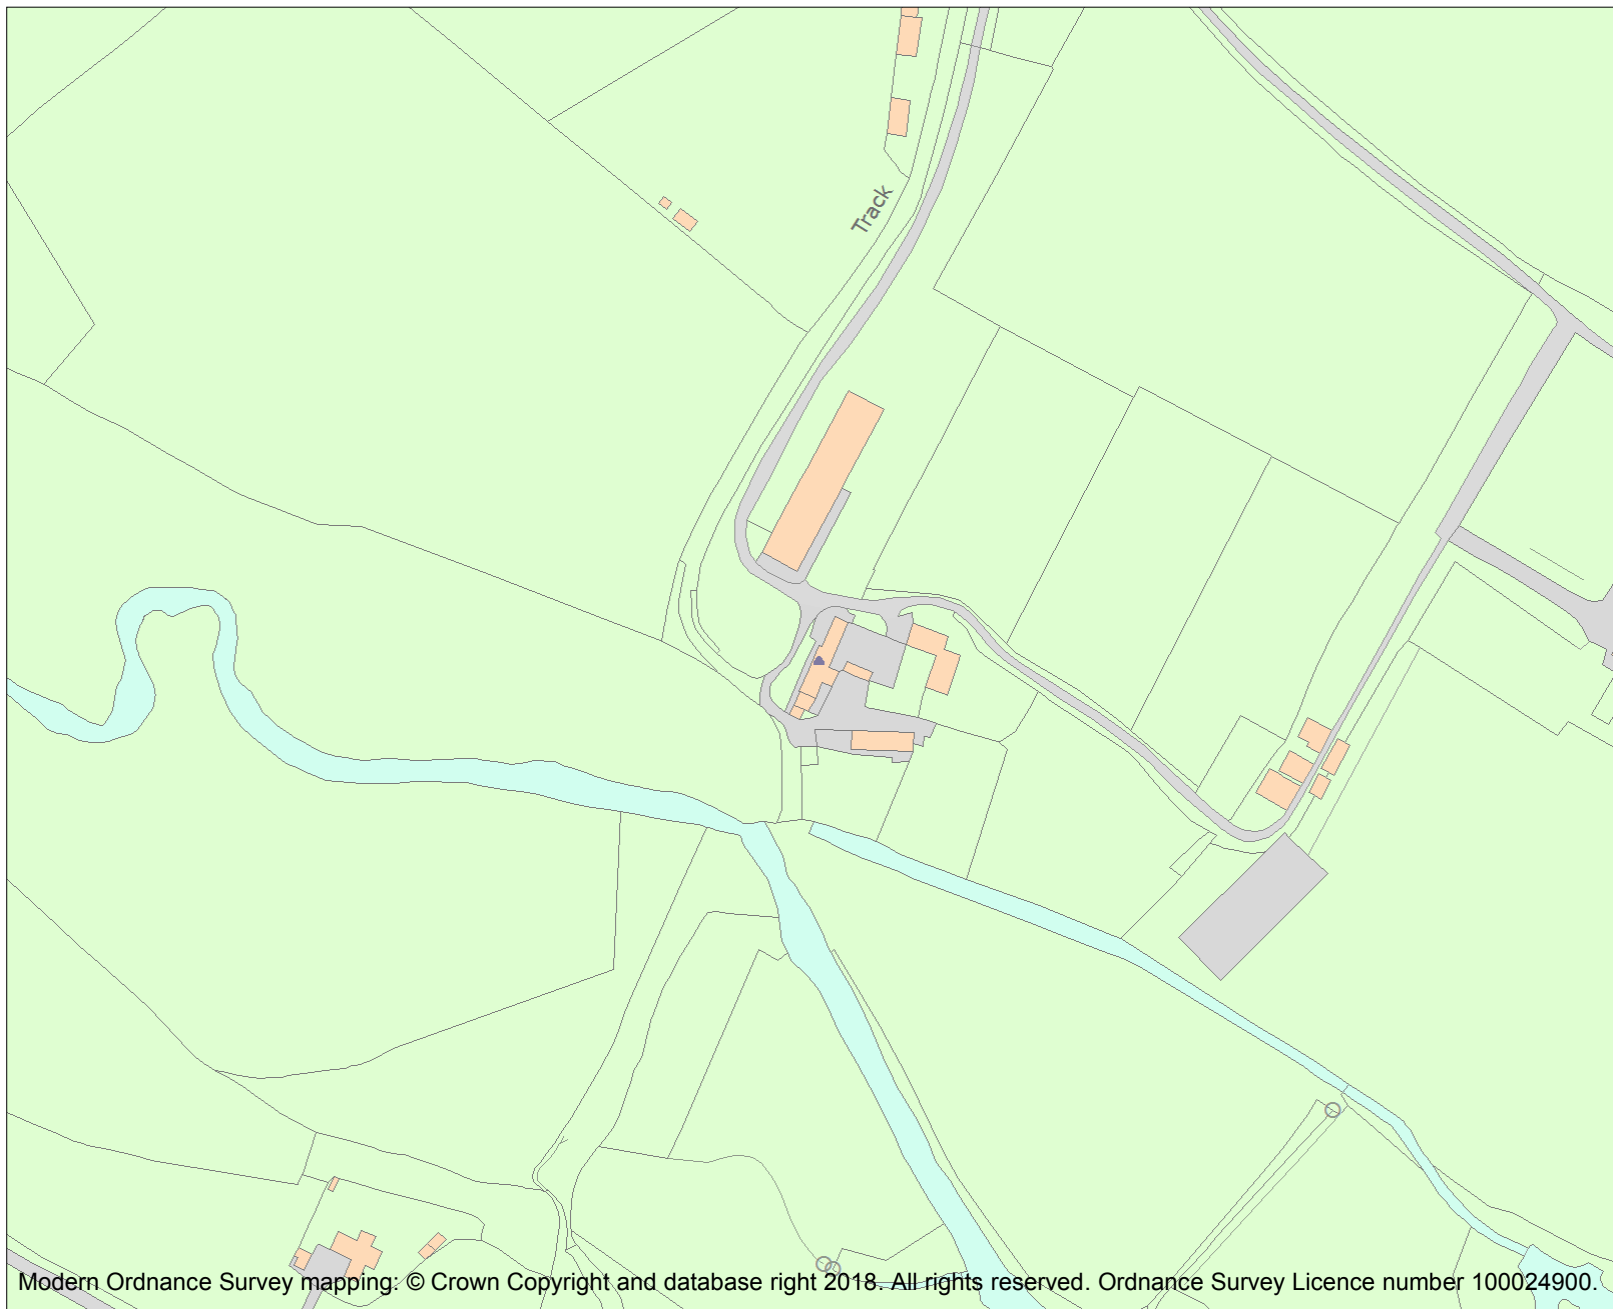 Track
Modern Ordnance Survey mapping: © Crown Copyright and database right 2018. All rights reserved. Ordnance Survey Licence number 100024900.